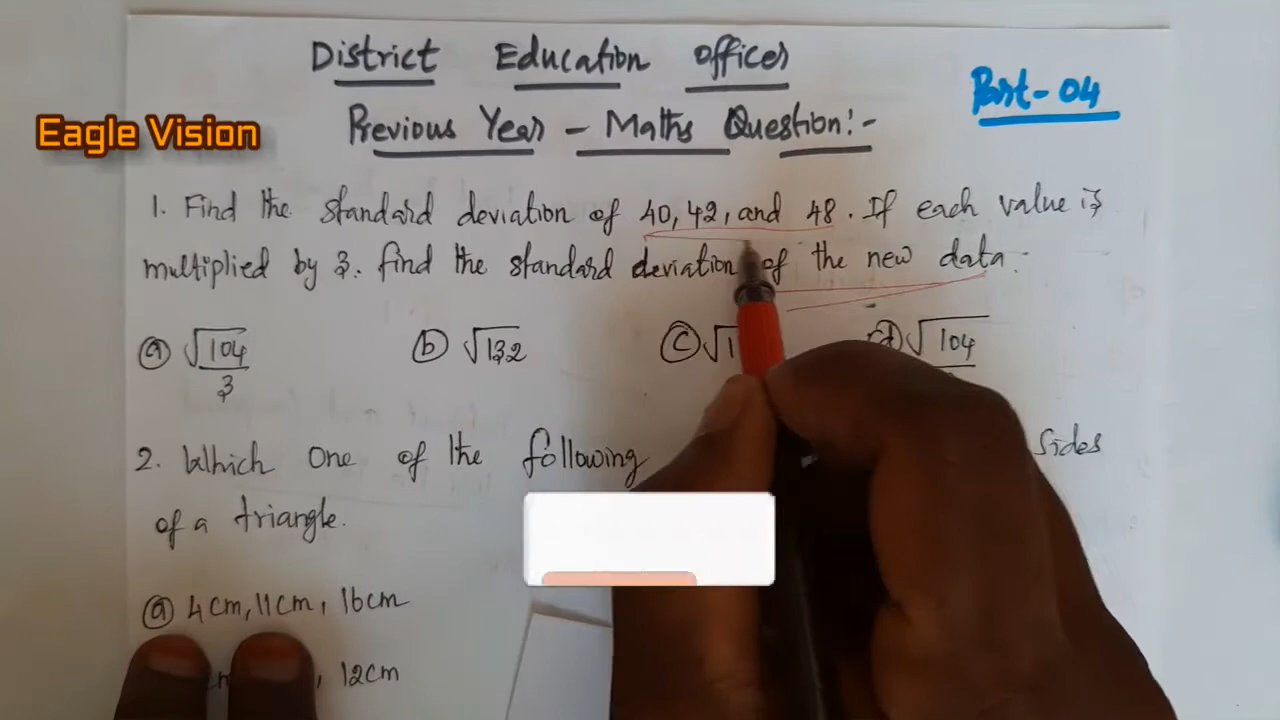 District Education Officer
Part-04
Eagle Vision
Previous Year - Maths Question:-
1. Find the standard deviation of 40, 42, and 48. If each value is
multiplied by 3. find the standard deviation of the new data.
(a) √104/3 (b) √132 (c) √1 (d) √104
2. Which One of the following sides
of a triangle.
(a) 4cm, 11cm, 16cm
, 12cm